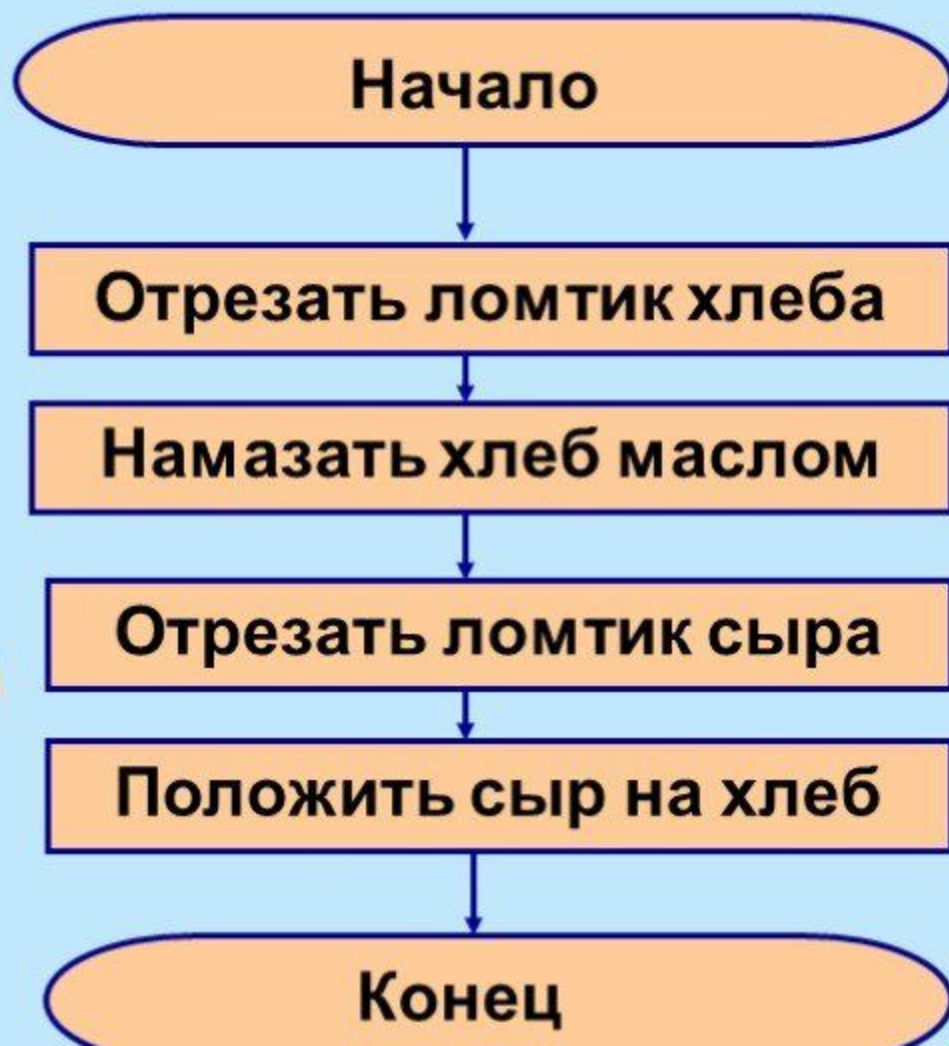 Начало
Отрезать ломтик хлеба
Намазать хлеб маслом
Отрезать ломтик сыра
Положить сыр на хлеб
Конец